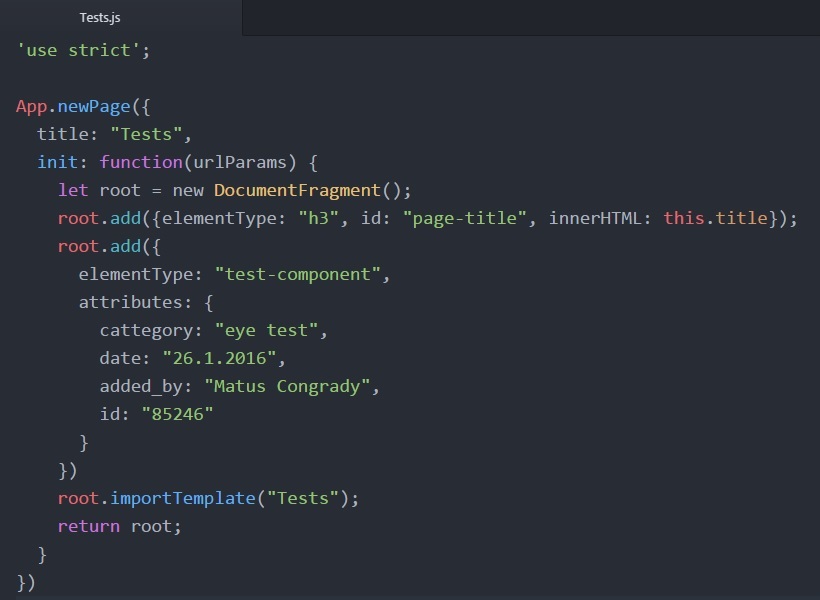 Tests.js
'use strict';
App.newPage({
title: "Tests",
init: function(urlParams) {
let root = new DocumentFragment();
root.add({elementType: "h3", id: "page-title", innerHTML: this.title});
root.add({
elementType: "test-component",
attributes: {
cattegory: "eye test",
date: "26.1.2016",
added_by: "Matus Congrady",
id: "85246"
}
})
root.importTemplate("Tests");
return root;
}
})